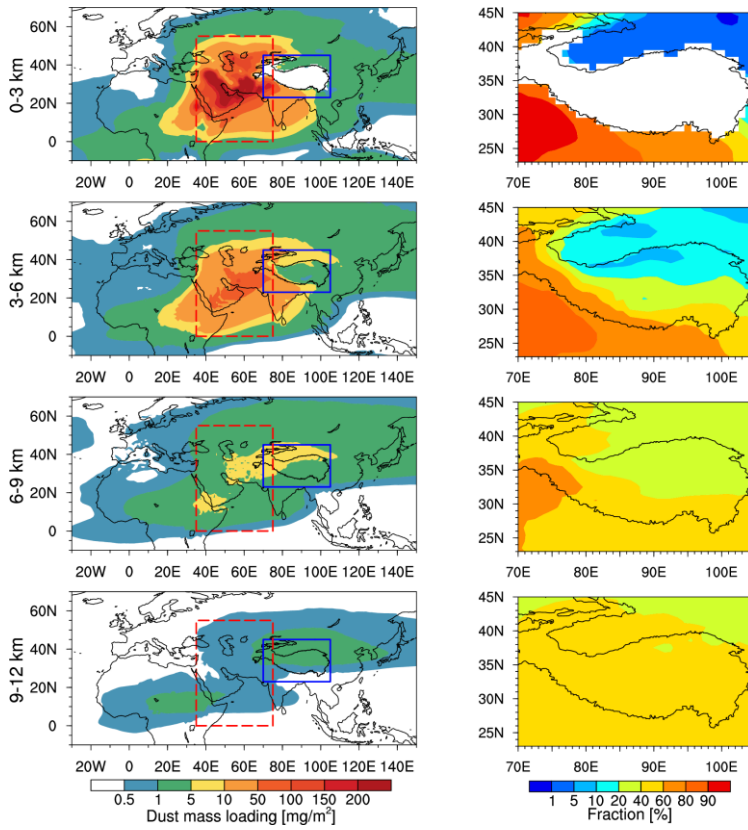 0-3 km
60N
40N
20N
0
20W 0 20E 40E 60E 80E 100E 120E 140E
45N
40N
35N
30N
25N
70E 80E 90E 100E
3-6 km
60N
40N
20N
0
20W 0 20E 40E 60E 80E 100E 120E 140E
45N
40N
35N
30N
25N
70E 80E 90E 100E
6-9 km
60N
40N
20N
0
20W 0 20E 40E 60E 80E 100E 120E 140E
45N
40N
35N
30N
25N
70E 80E 90E 100E
9-12 km
60N
40N
20N
0
20W 0 20E 40E 60E 80E 100E 120E 140E
45N
40N
35N
30N
25N
70E 80E 90E 100E
0.5 1 5 10 50 100 150 200
Dust mass loading [mg/m²]
1 5 10 20 40 60 80 90
Fraction [%]